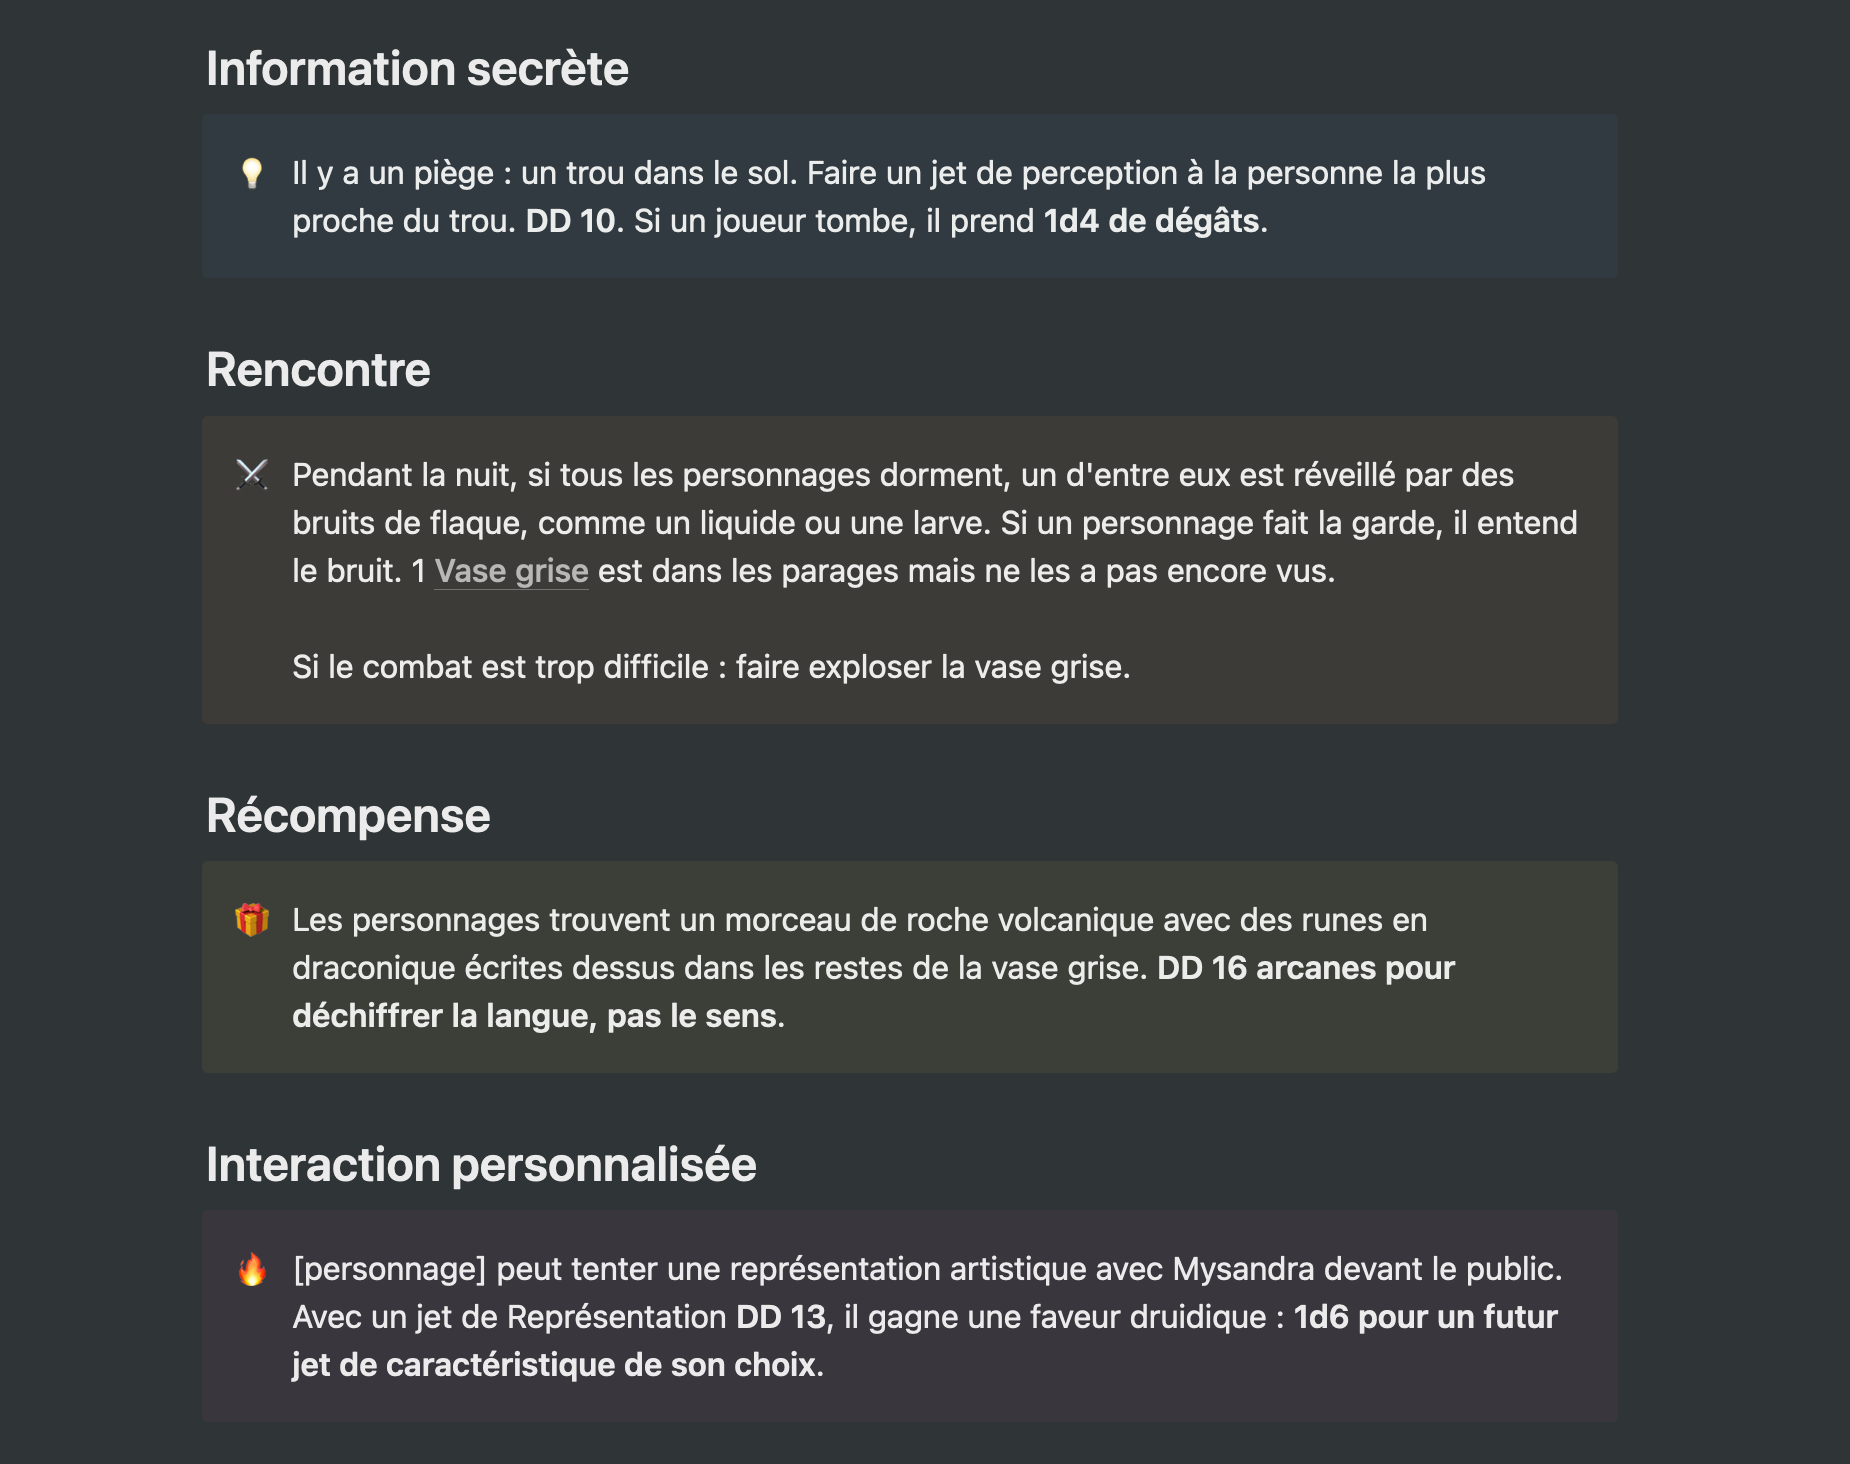 Information secrète
Il y a un piège : un trou dans le sol. Faire un jet de perception à la personne la plus
proche du trou. DD 10. Si un joueur tombe, il prend 1d4 de dégâts.
Rencontre
Pendant la nuit, si tous les personnages dorment, un d'entre eux est réveillé par des
bruits de flaque, comme un liquide ou une larve. Si un personnage fait la garde, il entend
le bruit. 1 Vase grise est dans les parages mais ne les a pas encore vus.
Si le combat est trop difficile : faire exploser la vase grise.
Récompense
Les personnages trouvent un morceau de roche volcanique avec des runes en
draconique écrites dessus dans les restes de la vase grise. DD 16 arcanes pour
déchiffrer la langue, pas le sens.
Interaction personnalisée
[personnage] peut tenter une représentation artistique avec Mysandra devant le public.
Avec un jet de Représentation DD 13, il gagne une faveur druidique : 1d6 pour un futur
jet de caractéristique de son choix.